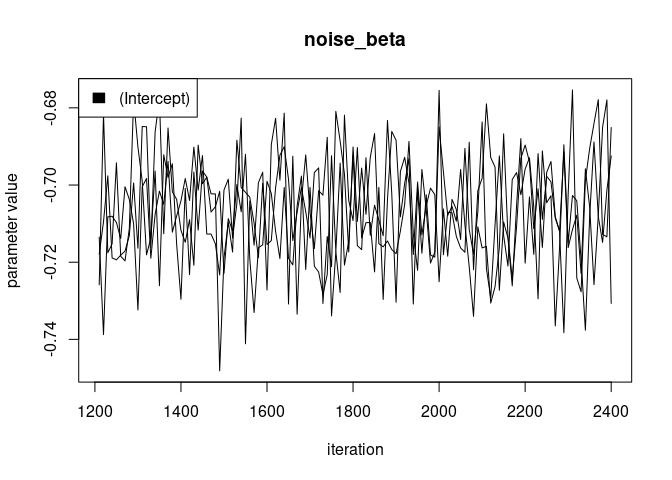 noise_beta
(Intercept)
parameter value
-0.68
-0.70
-0.72
-0.74
1200 1400 1600 1800 2000 2200 2400
iteration